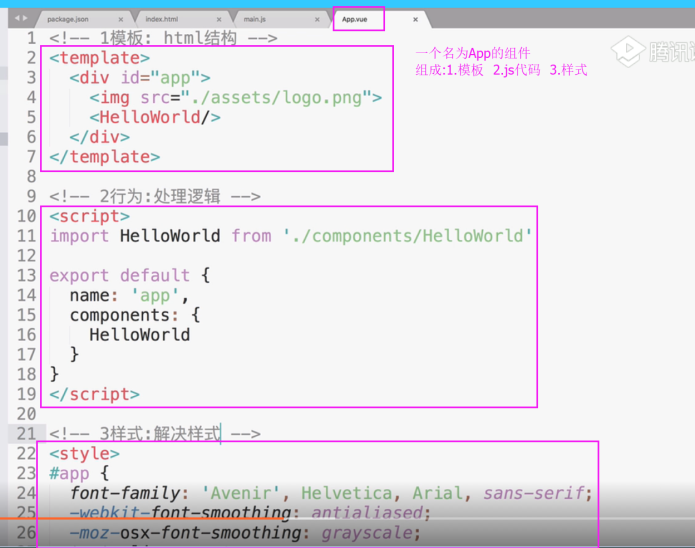 package.json × index.html × main.js × App.vue ×
1 <!-- 1模板: html结构 -->
2 <template>
3 <div id="app">
4 <img src="./assets/logo.png">
5 <HelloWorld/>
6 </div>
7 </template>
8
9 <!-- 2行为:处理逻辑 -->
10 <script>
11 import HelloWorld from './components/HelloWorld'
12
13 export default {
14 name: 'app',
15 components: {
16 HelloWorld
17 }
18 }
19 </script>
20
21 <!-- 3样式:解决样式 -->
22 <style>
23 #app {
24 font-family: 'Avenir', Helvetica, Arial, sans-serif;
25 -webkit-font-smoothing: antialiased;
26 -moz-osx-font-smoothing: grayscale;
一个名为App的组件
组成:1.模板 2.js代码 3.样式
腾讯